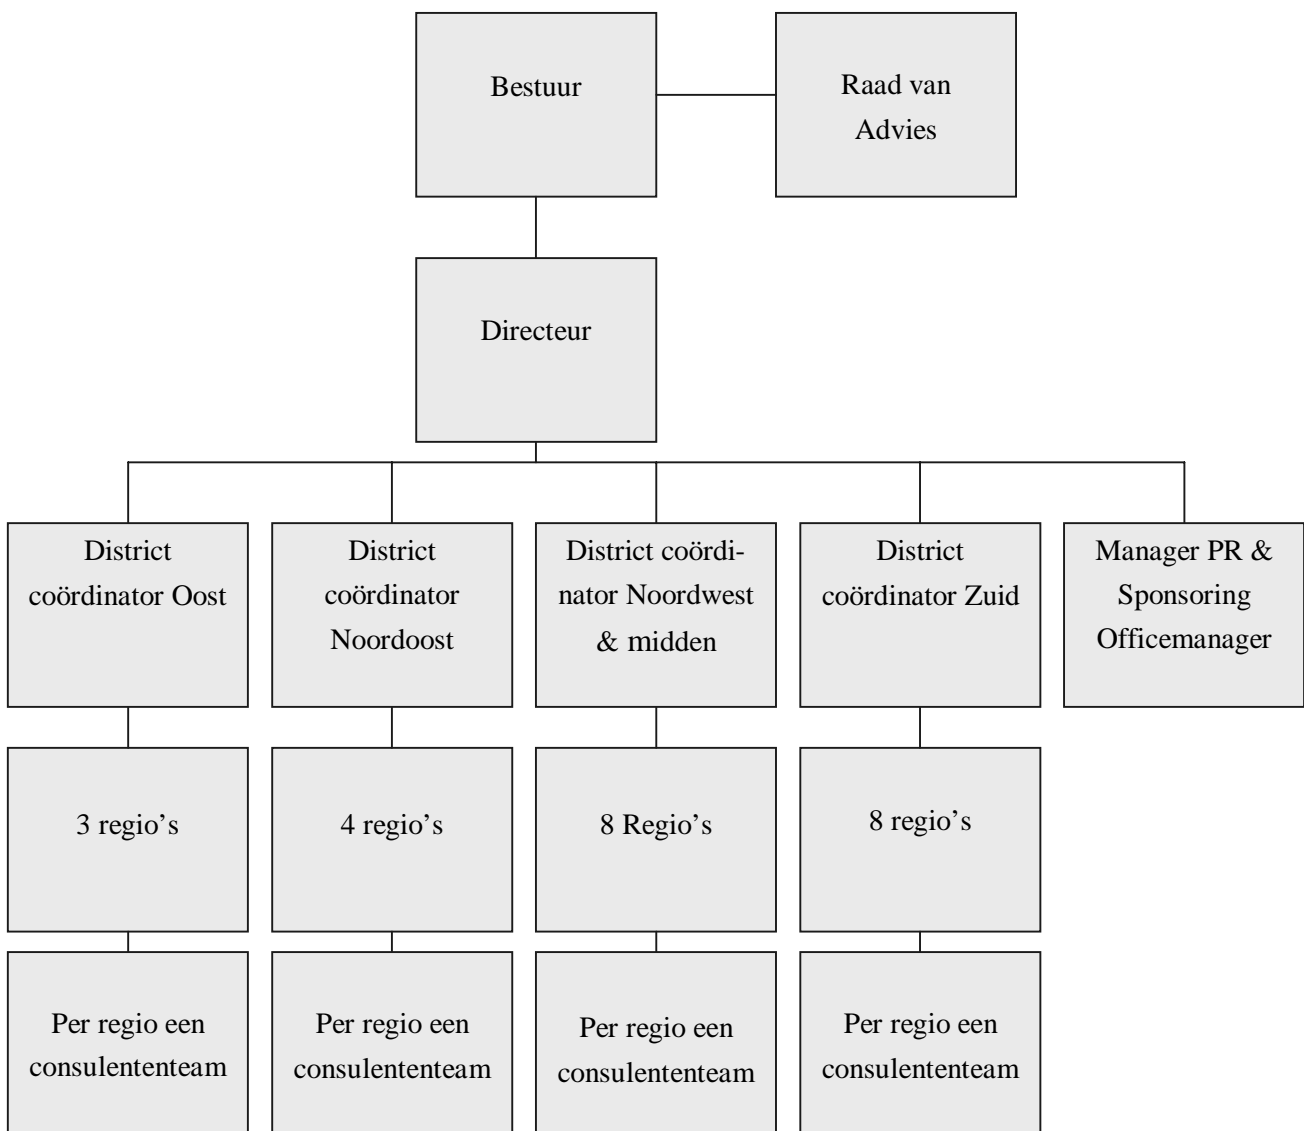 Bestuur
Raad van
Advies
Directeur
District
coördinator Oost
District
coördinator
Noordoost
District coördi-
nator Noordwest
& midden
District
coördinator Zuid
Manager PR &
Sponsoring
Officemanager
3 regio’s
4 regio’s
8 Regio’s
8 regio’s
Per regio een
consulententeam
Per regio een
consulententeam
Per regio een
consulententeam
Per regio een
consulententeam